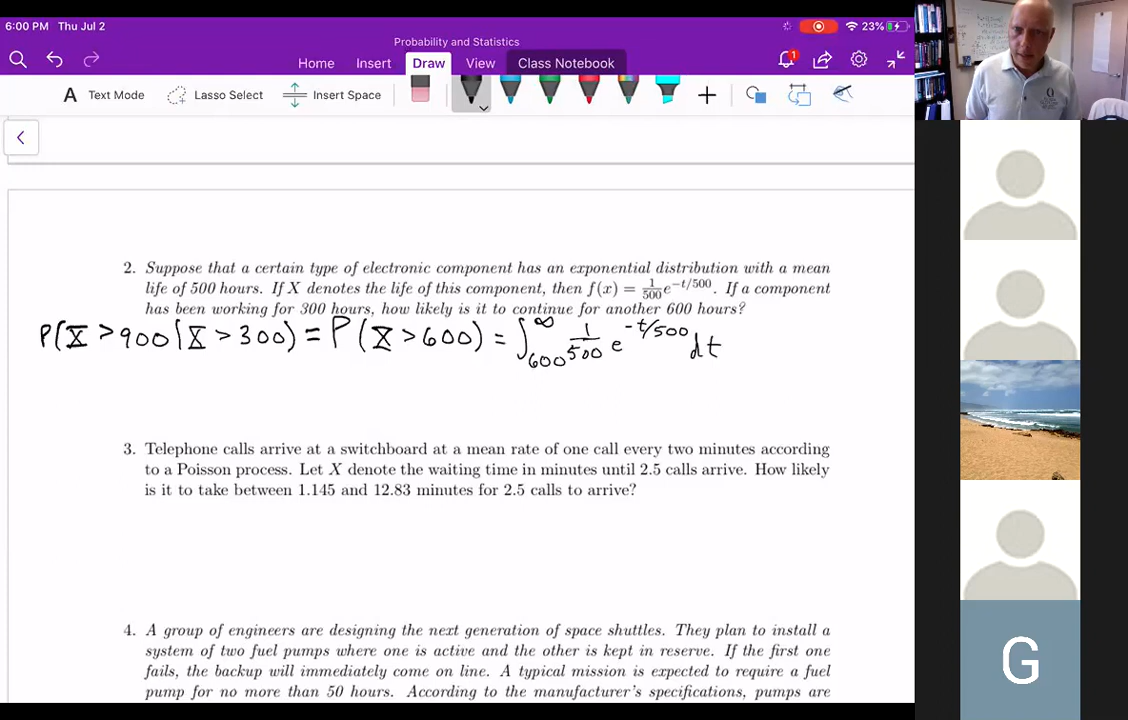 6:00 PM Thu Jul 2
23%
Probability and Statistics
Home Insert Draw View Class Notebook
1
A Text Mode Lasso Select Insert Space
2. Suppose that a certain type of electronic component has an exponential distribution with a mean
life of 500 hours. If X denotes the life of this component, then f(x) = 1/500 e^{-t/500}. If a component
has been working for 300 hours, how likely is it to continue for another 600 hours?
P(X > 900 | X > 300) = P(X > 600) = ∫_{600}^{∞} 1/500 e^{-t/500} dt
3. Telephone calls arrive at a switchboard at a mean rate of one call every two minutes according
to a Poisson process. Let X denote the waiting time in minutes until 2.5 calls arrive. How likely
is it to take between 1.145 and 12.83 minutes for 2.5 calls to arrive?
4. A group of engineers are designing the next generation of space shuttles. They plan to install a
system of two fuel pumps where one is active and the other is kept in reserve. If the first one
fails, the backup will immediately come on line. A typical mission is expected to require a fuel
pump for no more than 50 hours. According to the manufacturer's specifications, pumps are
G